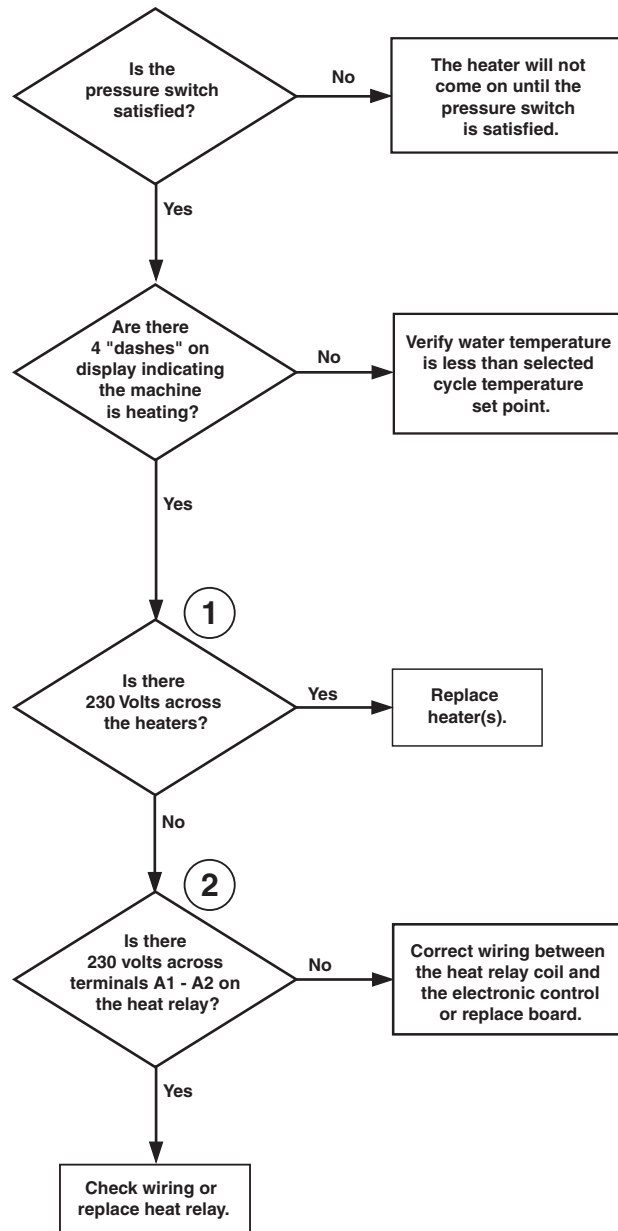 Is the
pressure switch
satisfied?
No
The heater will not
come on until the
pressure switch
is satisfied.
Yes
Are there
4 "dashes" on
display indicating
the machine
is heating?
No
Verify water temperature
is less than selected
cycle temperature
set point.
Yes
1
Is there
230 Volts across
the heaters?
Yes
Replace
heater(s).
No
2
Is there
230 volts across
terminals A1 - A2 on
the heat relay?
No
Correct wiring between
the heat relay coil and
the electronic control
or replace board.
Yes
Check wiring or
replace heat relay.